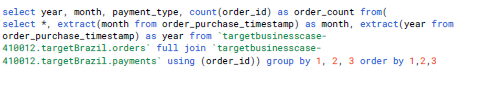 select year, month, payment_type, count(order_id) as order_count from(
select *, extract(month from order_purchase_timestamp) as month, extract(year from
order_purchase_timestamp) as year from `targetbusinesscase-
410012.targetBrazil.orders` full join `targetbusinesscase-
410012.targetBrazil.payments` using (order_id)) group by 1, 2, 3 order by 1,2,3